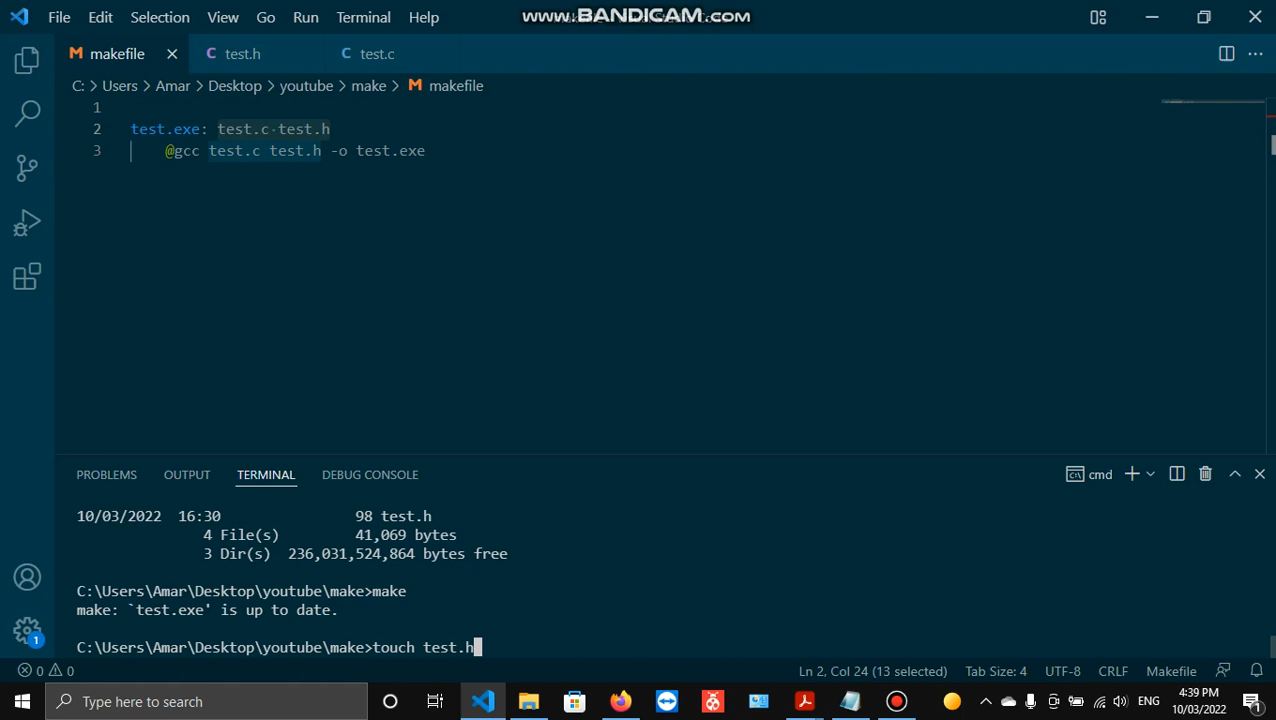 File Edit Selection View Go Run Terminal Help
www.BANDICAM.com
makefile
test.h
test.c
C: > Users > Amar > Desktop > youtube > make > makefile
1
2 test.exe: test.c·test.h
3 @gcc test.c test.h -o test.exe
PROBLEMS OUTPUT TERMINAL DEBUG CONSOLE
cmd
10/03/2022 16:30 98 test.h
4 File(s) 41,069 bytes
3 Dir(s) 236,031,524,864 bytes free
C:\Users\Amar\Desktop\youtube\make>make
make: `test.exe' is up to date.
C:\Users\Amar\Desktop\youtube\make>touch test.h
1
0 0 Ln 2, Col 24 (13 selected) Tab Size: 4 UTF-8 CRLF Makefile
Type here to search
ENG
4:39 PM
10/03/2022
1